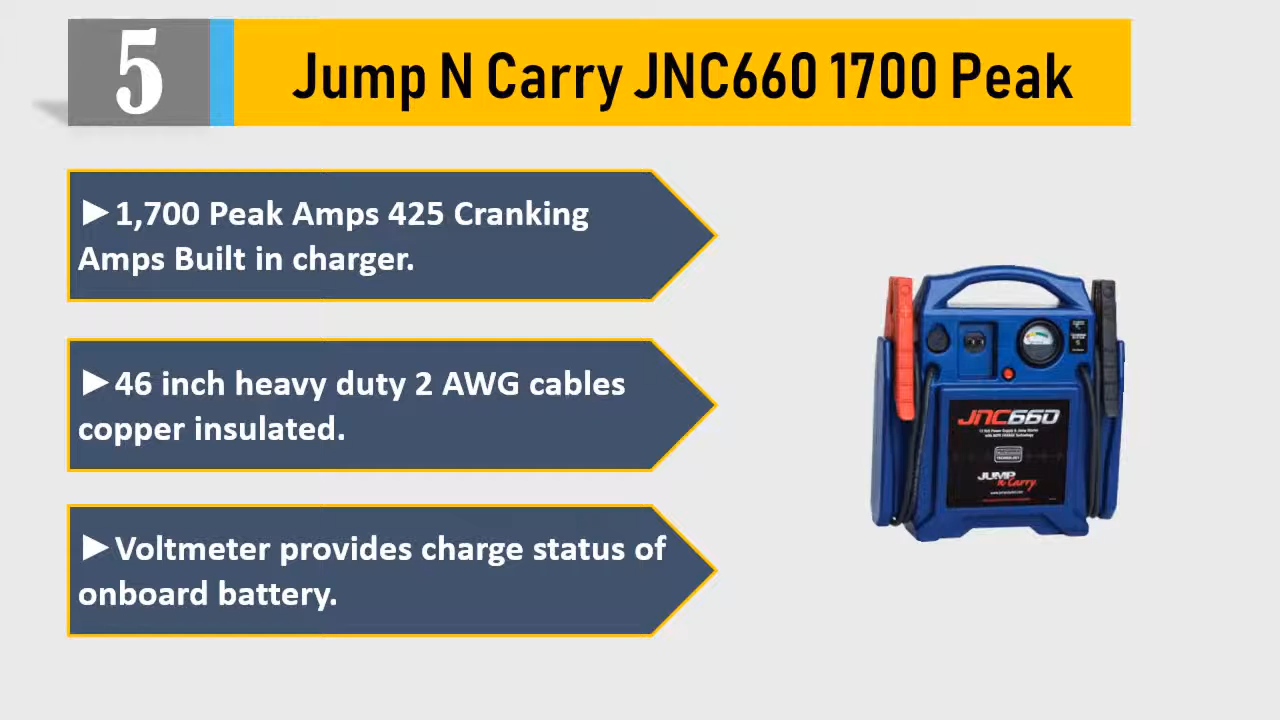 5
Jump N Carry JNC660 1700 Peak
►1,700 Peak Amps 425 Cranking
Amps Built in charger.
►46 inch heavy duty 2 AWG cables
copper insulated.
►Voltmeter provides charge status of
onboard battery.
JNC660
JUMP
N Carry